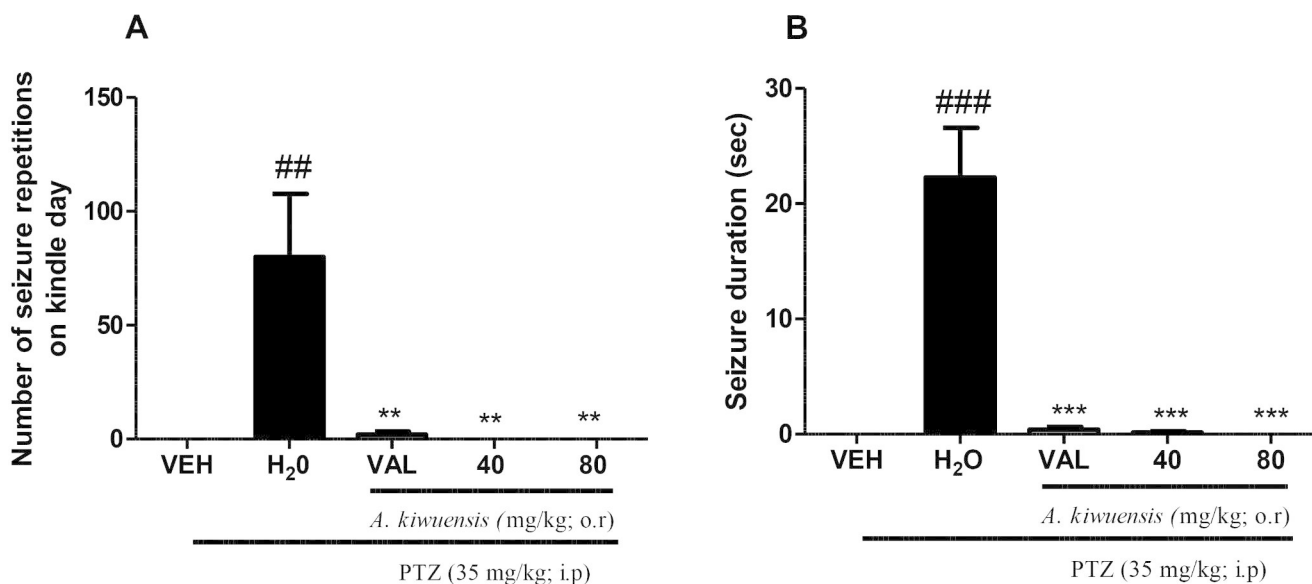 A
Number of seizure repetitions
on kindle day
150
100
50
0
##
**
**
**
VEH
H₂0
VAL
40
80
A. kiwuensis (mg/kg; o.r)
PTZ (35 mg/kg; i.p)
B
Seizure duration (sec)
30
20
10
0
###
***
***
***
VEH
H₂O
VAL
40
80
A. kiwuensis (mg/kg; o.r)
PTZ (35 mg/kg; i.p)